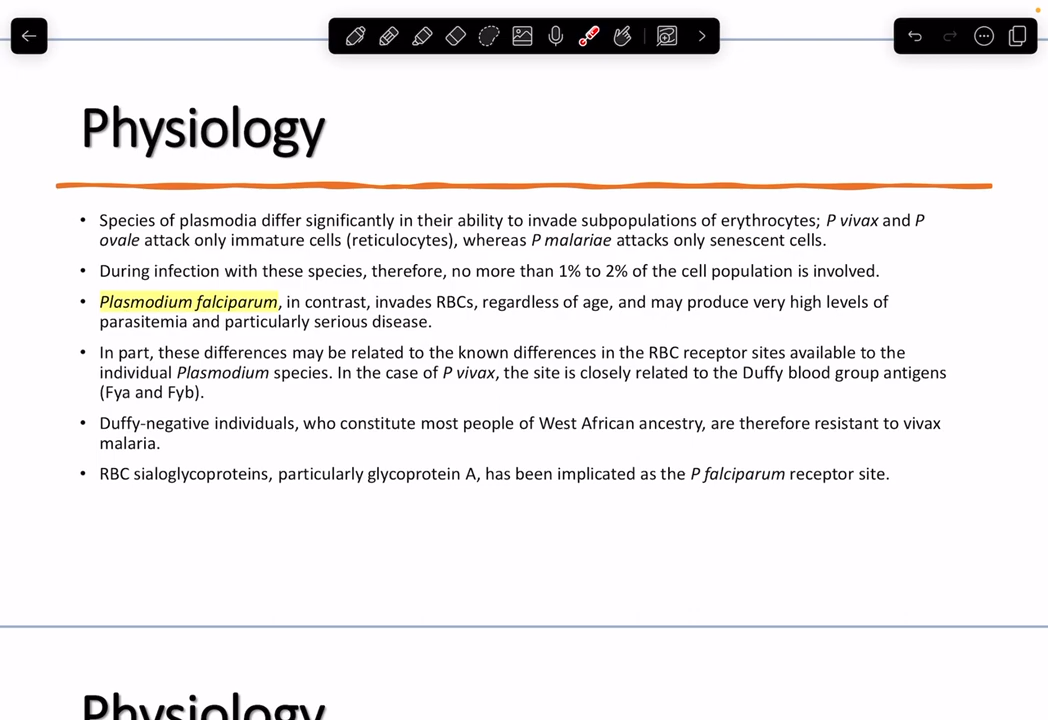 Physiology
• Species of plasmodia differ significantly in their ability to invade subpopulations of erythrocytes; P vivax and P
ovale attack only immature cells (reticulocytes), whereas P malariae attacks only senescent cells.
• During infection with these species, therefore, no more than 1% to 2% of the cell population is involved.
• Plasmodium falciparum, in contrast, invades RBCs, regardless of age, and may produce very high levels of
parasitemia and particularly serious disease.
• In part, these differences may be related to the known differences in the RBC receptor sites available to the
individual Plasmodium species. In the case of P vivax, the site is closely related to the Duffy blood group antigens
(Fya and Fyb).
• Duffy-negative individuals, who constitute most people of West African ancestry, are therefore resistant to vivax
malaria.
• RBC sialoglycoproteins, particularly glycoprotein A, has been implicated as the P falciparum receptor site.
Physiology